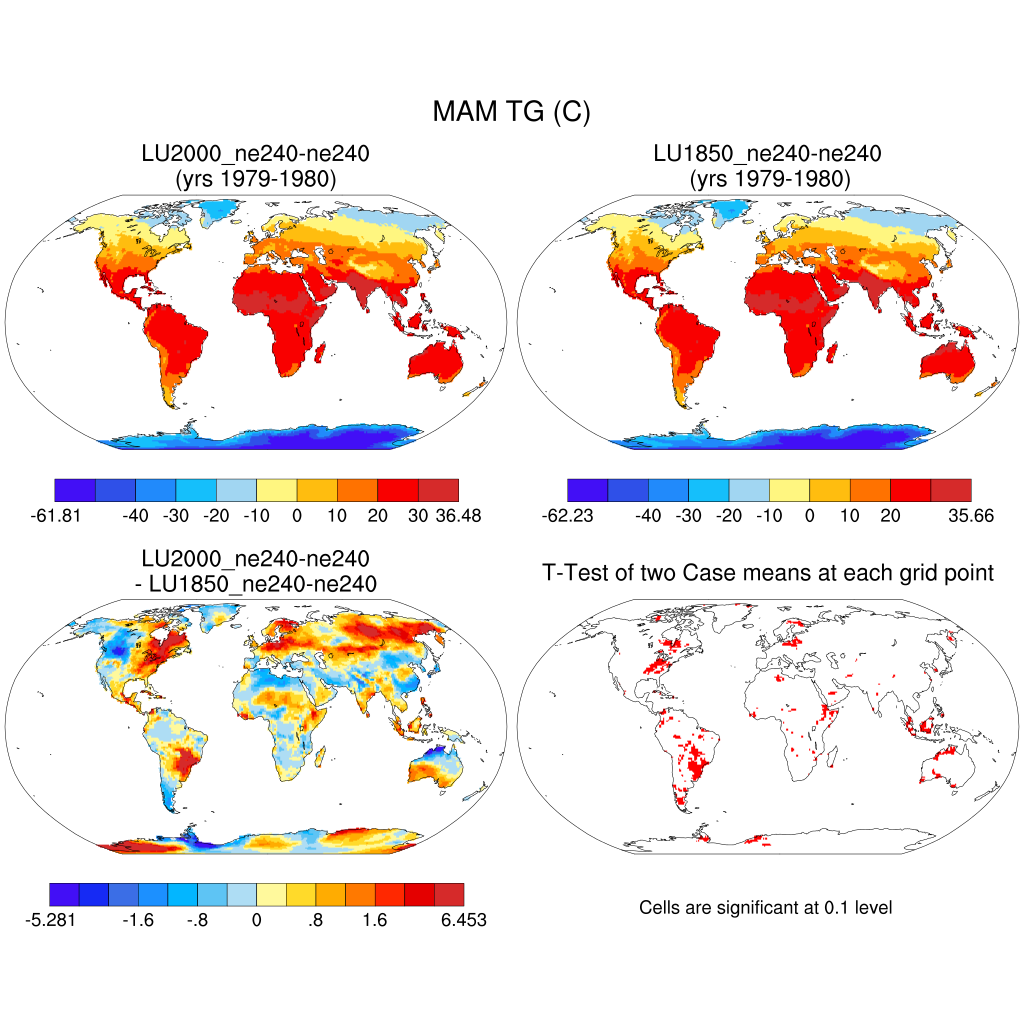 MAM TG (C)
LU2000_ne240-ne240
(yrs 1979-1980)
LU1850_ne240-ne240
(yrs 1979-1980)
-61.81 -40 -30 -20 -10 0 10 20 30 36.48
-62.23 -40 -30 -20 -10 0 10 20 35.66
LU2000_ne240-ne240
- LU1850_ne240-ne240
T-Test of two Case means at each grid point
-5.281 -1.6 -.8 0 .8 1.6 6.453
Cells are significant at 0.1 level